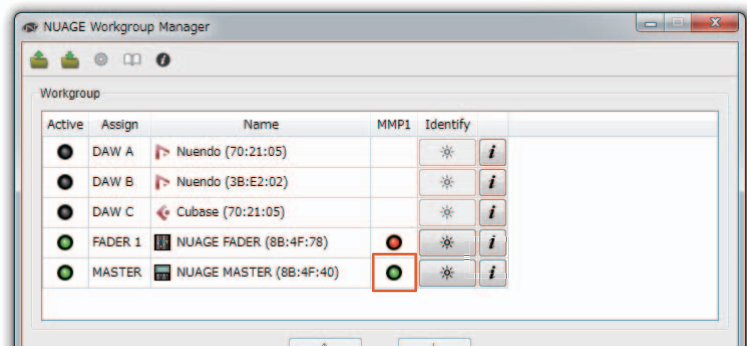 NUAGE Workgroup Manager
Workgroup
Active Assign Name MMP1 Identify
DAW A Nuendo (70:21:05) i
DAW B Nuendo (3B:E2:02) i
DAW C Cubase (70:21:05) i
FADER 1 NUAGE FADER (8B:4F:78) i
MASTER NUAGE MASTER (8B:4F:40) i